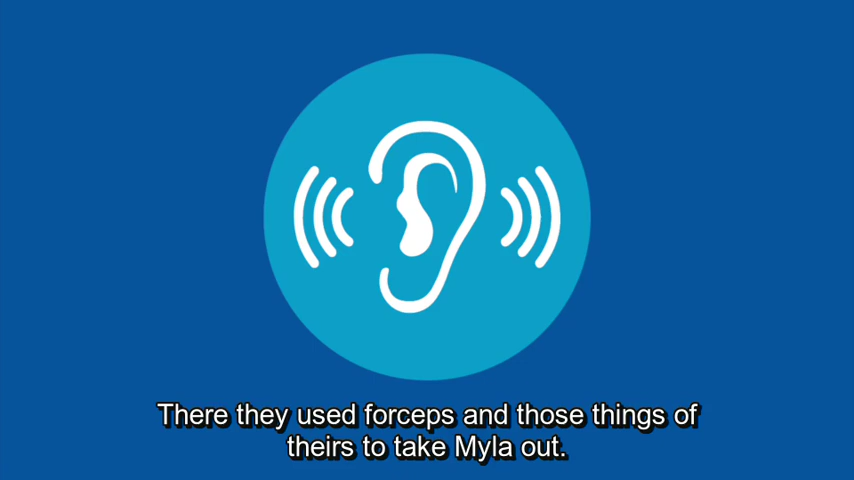 There they used forceps and those things of
theirs to take Myla out.